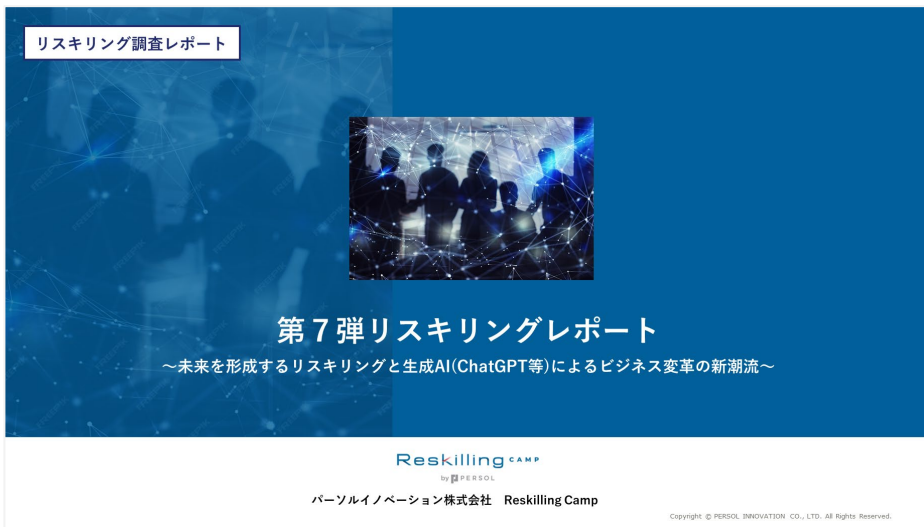 リスキリング調査レポート
第７弾リスキリングレポート
～未来を形成するリスキリングと生成AI(ChatGPT等)によるビジネス変革の新潮流～
Reskilling CAMP
by PERSOL
パーソルイノベーション株式会社　Reskilling Camp
Copyright © PERSOL INNOVATION CO., LTD. All Rights Reserved.